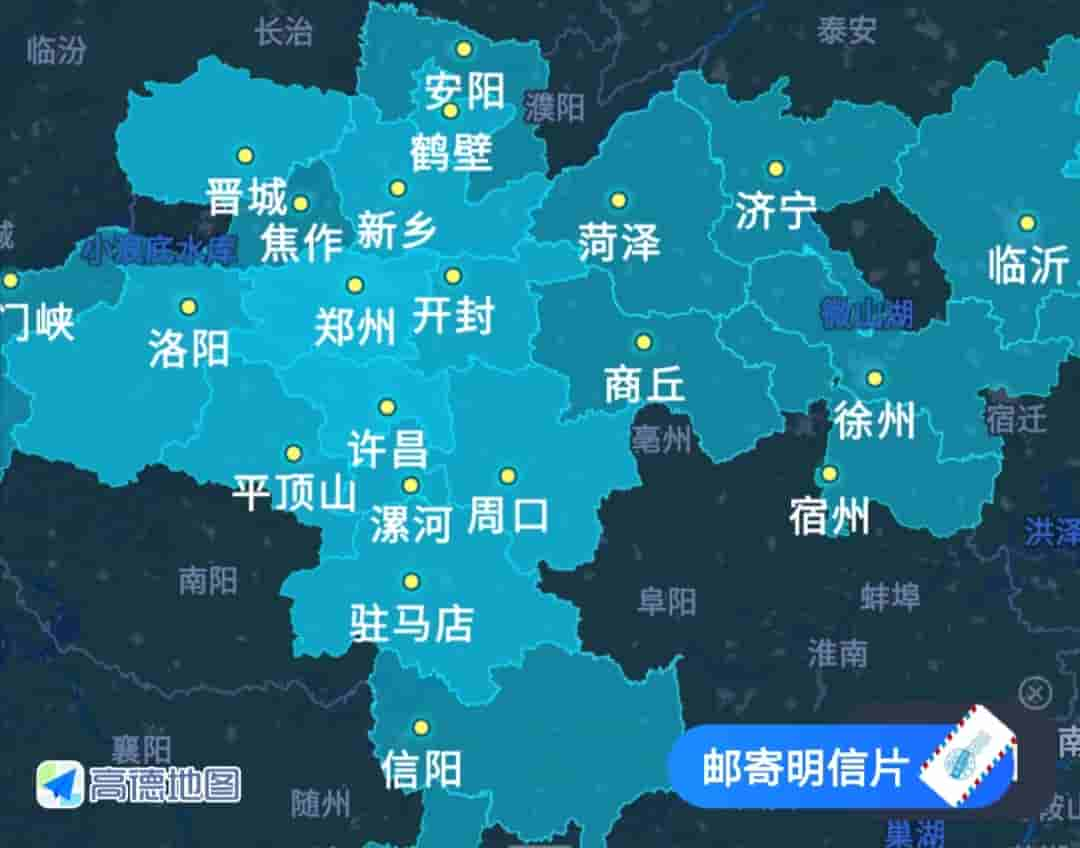 长治
泰安
临汾
安阳
濮阳
鹤壁
晋城
焦作
新乡
菏泽
济宁
临沂
小浪底水库
门峡
洛阳
郑州
开封
微山湖
商丘
徐州
宿迁
亳州
许昌
平顶山
漯河
周口
宿州
洪泽
南阳
驻马店
阜阳
蚌埠
淮南
襄阳
信阳
邮寄明信片
南
高德地图
随州
巢湖